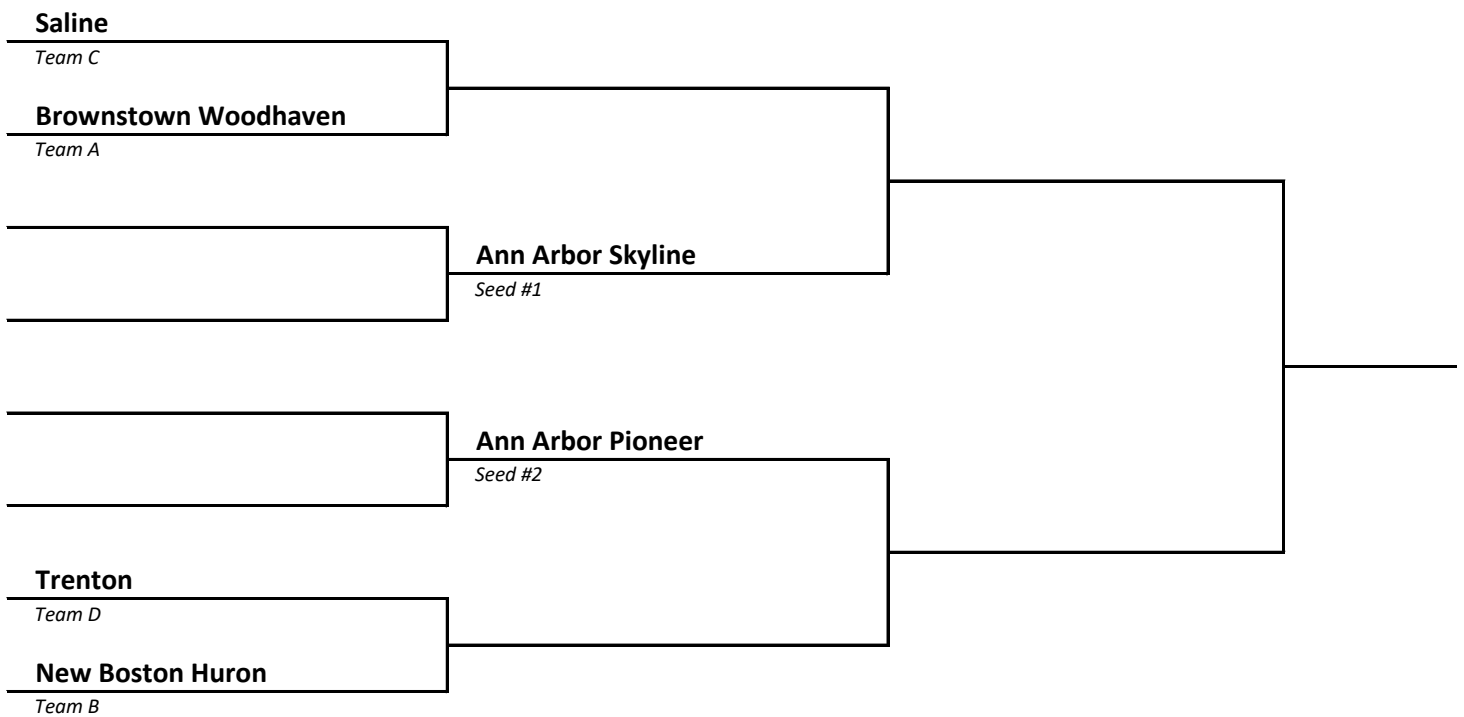 Saline
Team C
Brownstown Woodhaven
Team A
Ann Arbor Skyline
Seed #1
Ann Arbor Pioneer
Seed #2
Trenton
Team D
New Boston Huron
Team B